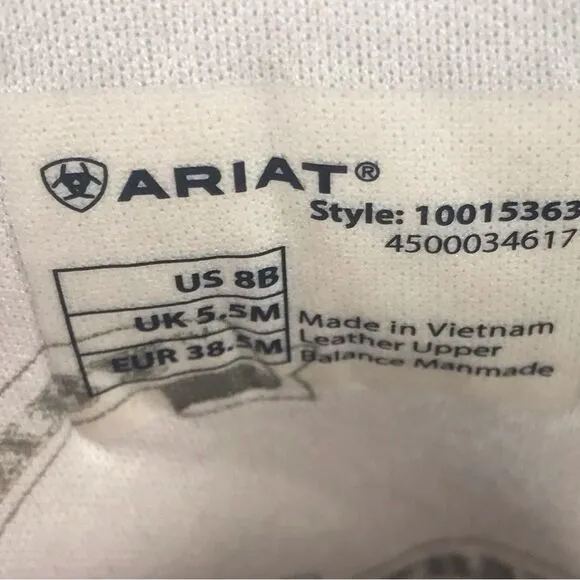 ARIAT®
Style: 10015363
4500034617
US 8B
UK 5.5M
EUR 38.5M
Made in Vietnam
Leather Upper
Balance Manmade